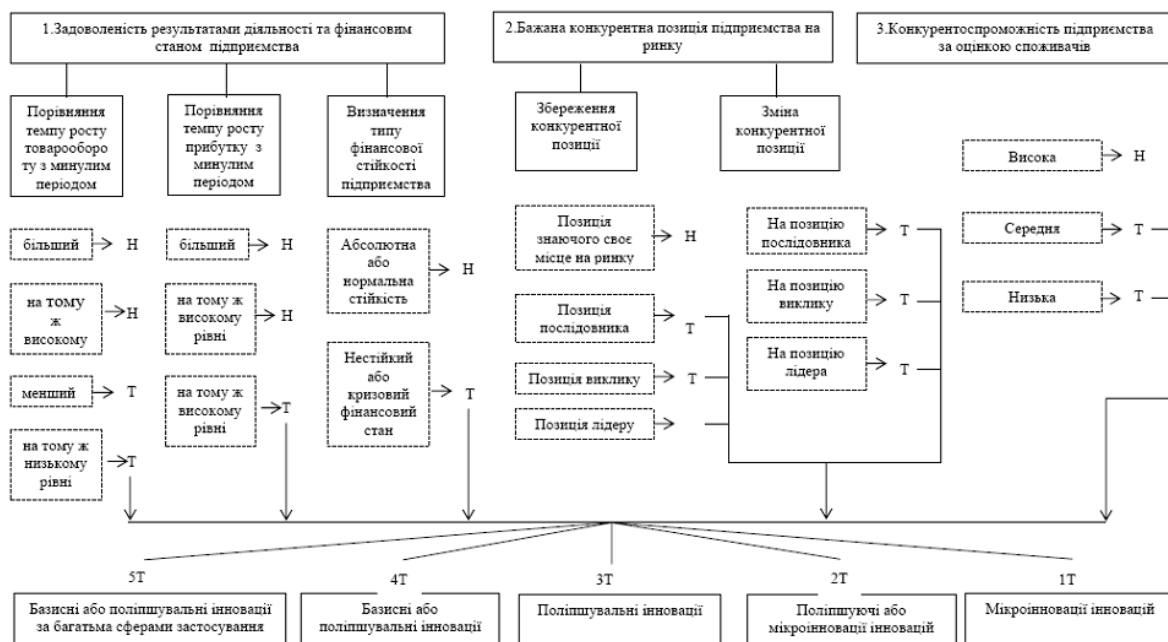 1.Задоволеність результатами діяльності та фінансовим
станом підприємства
2.Бажана конкурентна позиція підприємства на
ринку
3.Конкурентоспроможність підприємства
за оцінкою споживачів
Порівняння
темпу росту
товарооборо
ту з минулим
періодом
Порівняння
темпу росту
прибутку з
минулим
періодом
Визначення
типу
фінансової
стійкості
підприємства
Збереження
конкурентної
позиції
Зміна
конкурентної
позиції
більший
Н
на тому
ж
високому
Н
менший
Т
на тому ж
низькому
рівні
Т
більший
Н
на тому ж
високому
рівні
Н
на тому ж
високому
рівні
Т
Абсолютна
або
нормальна
стійкість
Н
Нестійкий
або
кризовий
фінансовий
стан
Т
Позиція
знаючого своє
місце на ринку
Н
Позиція
послідовника
Т
Позиція виклику
Т
Позиція лідеру
На позицію
послідовника
Т
На позицію
виклику
Т
На позицію
лідера
Т
Висока
Н
Середня
Т
Низька
Т
5Т
4Т
3Т
2Т
1Т
Базисні або поліпшувальні інновації
за багатьма сферами застосування
Базисні або
поліпшувальні інновації
Поліпшувальні інновації
Поліпшуючі або
мікроінновації інновацій
Мікроінновації інновацій